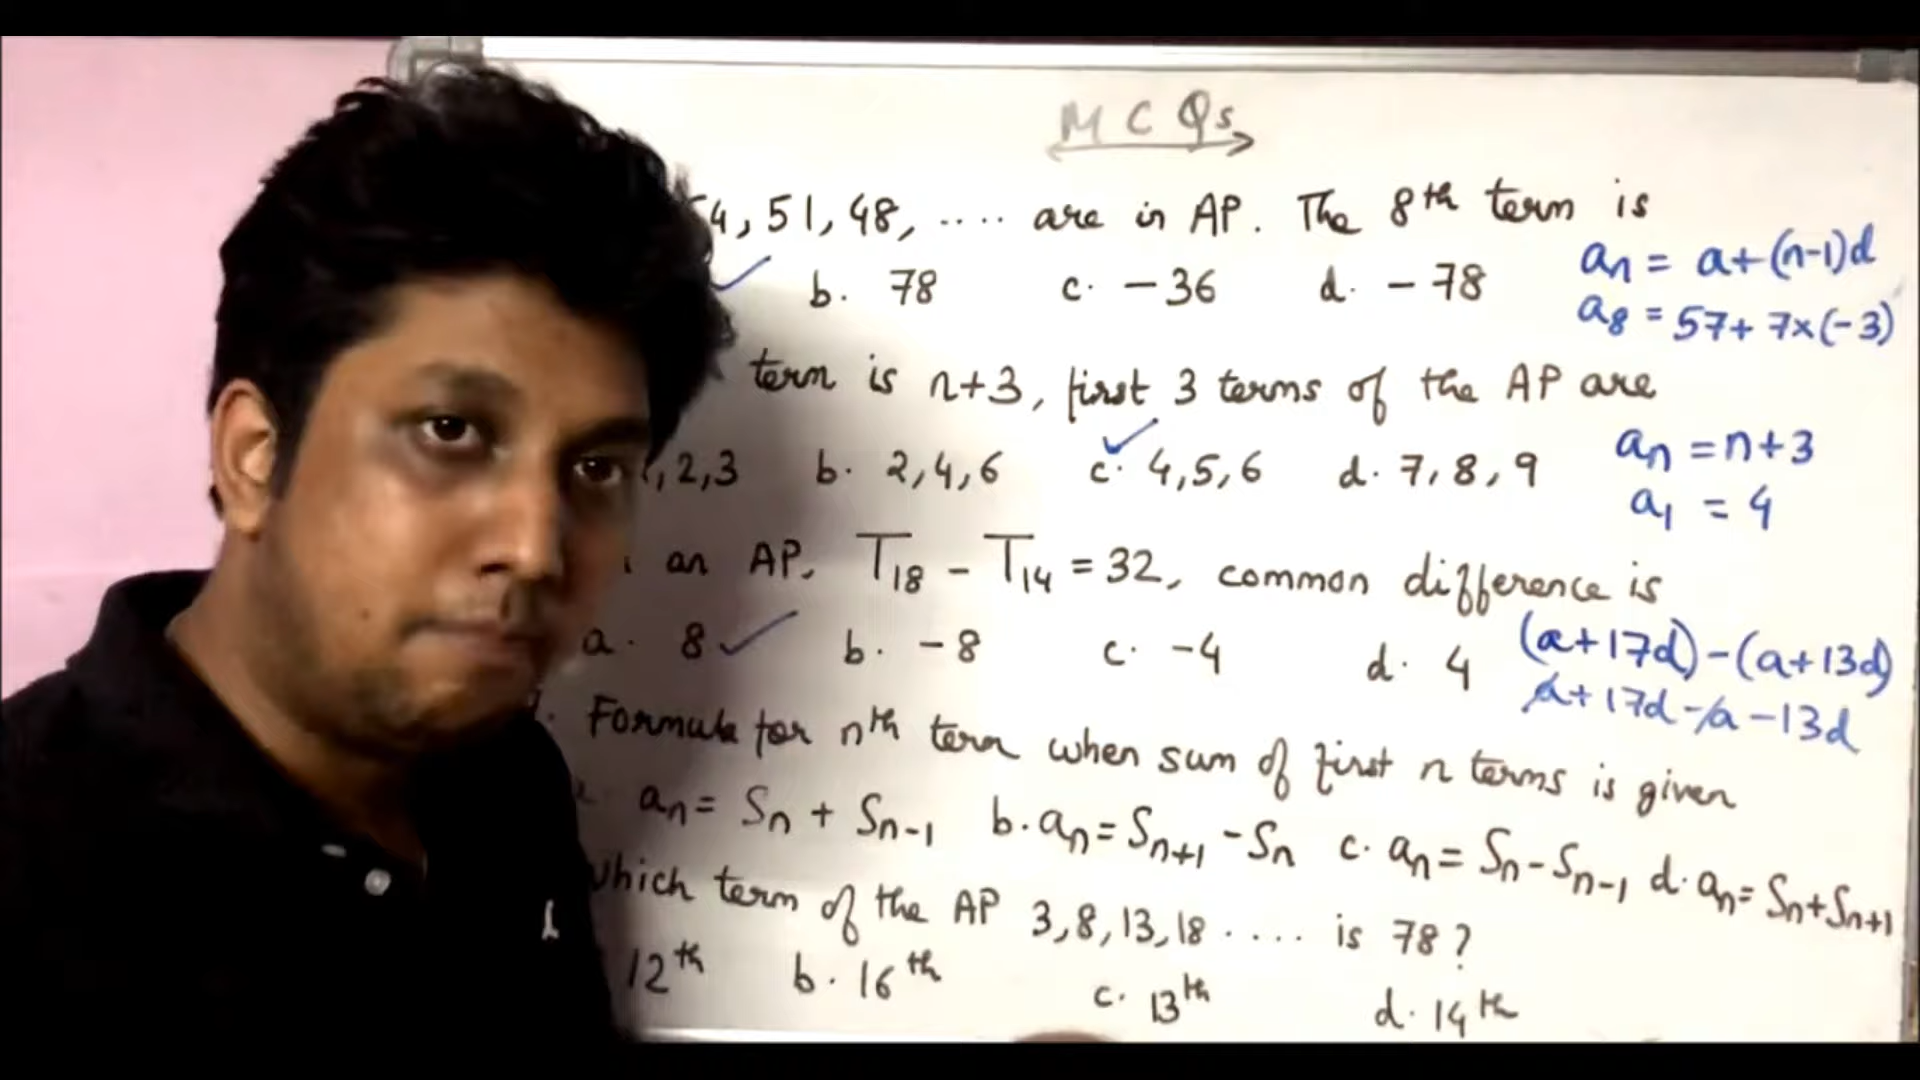 MCQs
54, 51, 48, .... are in AP. The 8th term is
b. 78 c. -36 d. -78
an = a+(n-1)d
a8 = 57+ 7x(-3)
term is n+3, first 3 terms of the AP are
,2,3 b. 2,4,6 c. 4,5,6 d. 7,8,9
an = n+3
a1 = 4
an AP, T18 - T14 = 32, common difference is
a. 8 b. -8 c. -4 d. 4
(a+17d)-(a+13d)
a+17d-a-13d
Formula for nth term when sum of first n terms is given
an = Sn + Sn-1 b. an = Sn+1 - Sn c. an = Sn - Sn-1 d. an = Sn+Sn+1
which term of the AP 3,8,13,18 .... is 78?
12th b. 16th c. 13th d. 14th